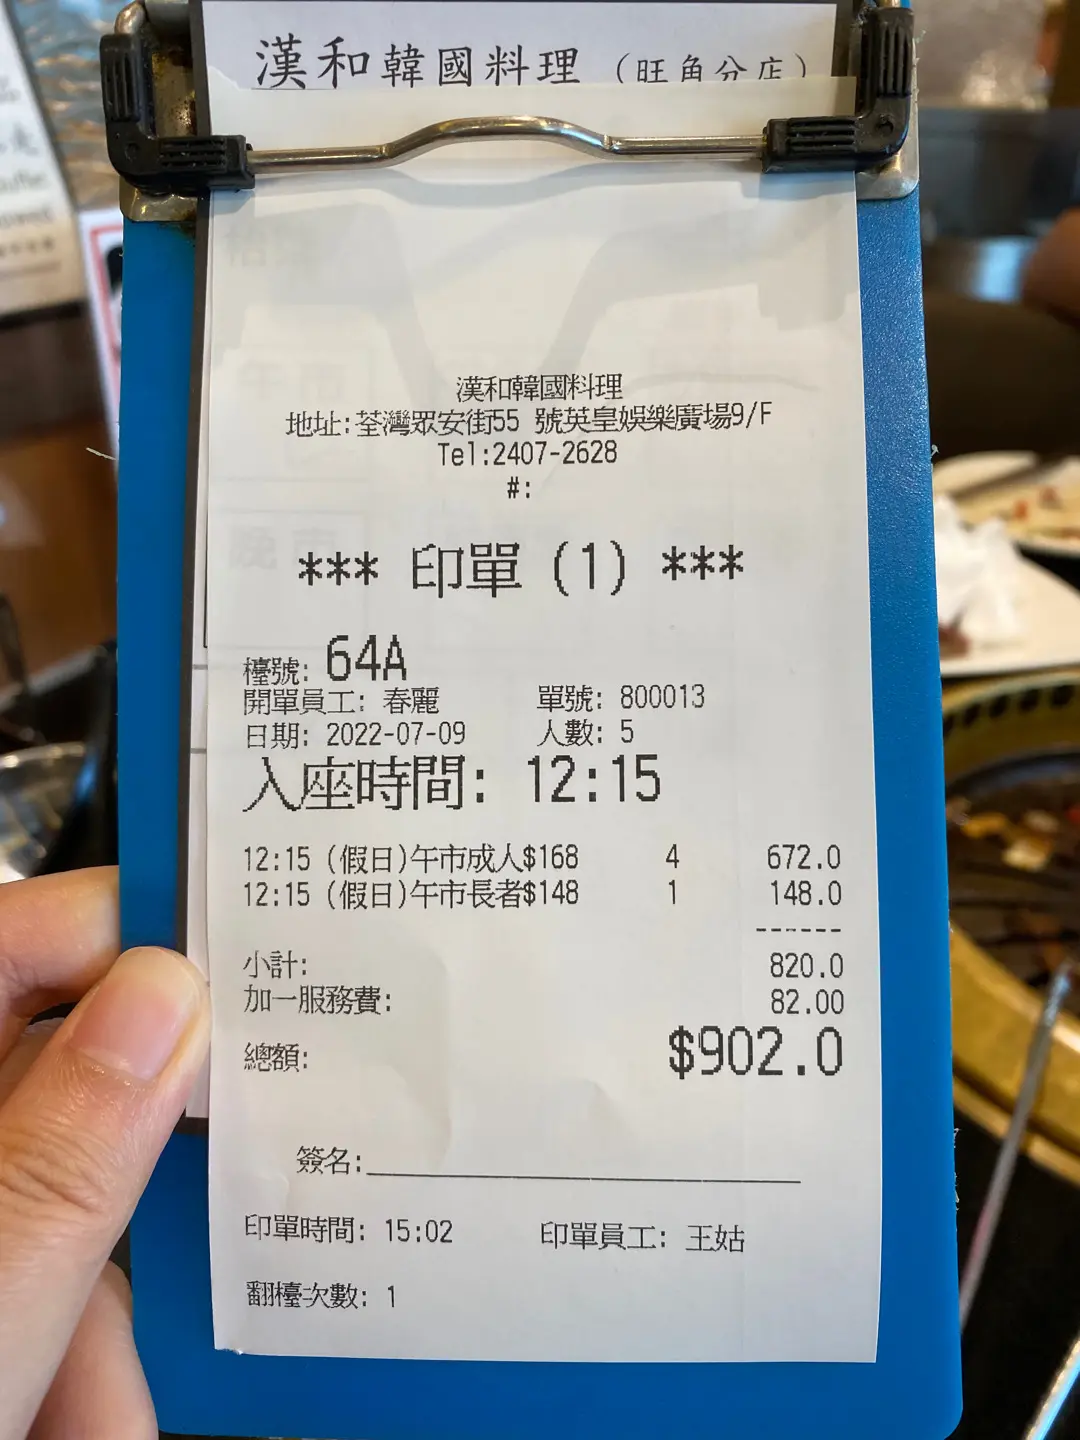 漢和韓國料理 (旺角分店)
漢和韓國料理
地址:荃灣眾安街55 號英皇娛樂廣場9/F
Tel:2407-2628
#:
*** 印單 (1) ***
檯號: 64A
開單員工: 春麗 單號: 800013
日期: 2022-07-09 人數: 5
入座時間: 12:15
12:15 (假日)午市成人$168 4 672.0
12:15 (假日)午市長者$148 1 148.0
------
小計: 820.0
加一服務費: 82.00
總額: $902.0
簽名:
印單時間: 15:02 印單員工: 王姑
翻檯次數: 1